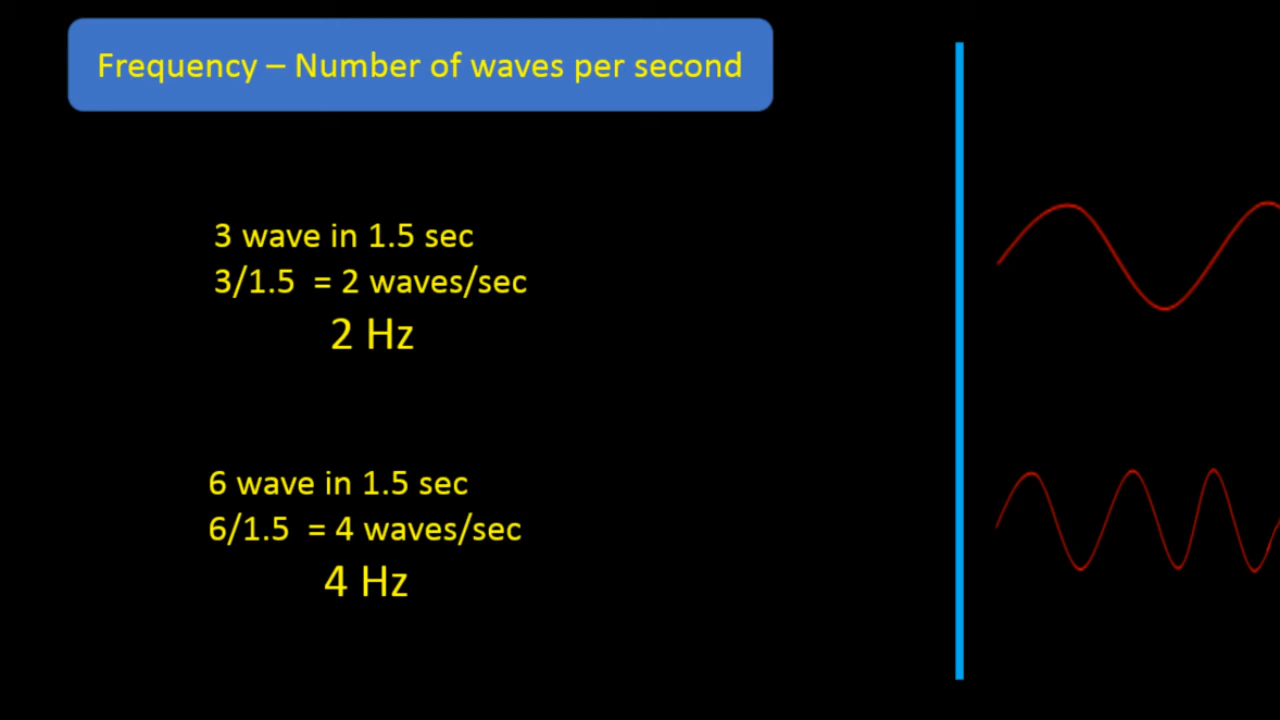 Frequency – Number of waves per second
3 wave in 1.5 sec
3/1.5 = 2 waves/sec
2 Hz
6 wave in 1.5 sec
6/1.5 = 4 waves/sec
4 Hz